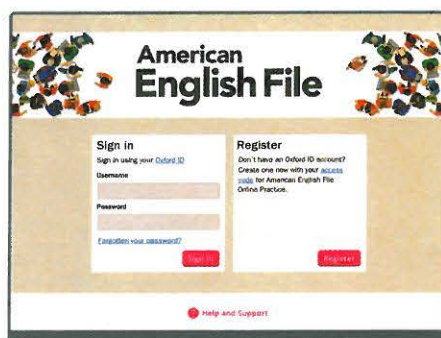 American
English File
Sign in
Sign in using your Oxford ID
Username
Password
Forgotten your password?
Sign in
Register
Don't have an Oxford ID account?
Create one now with your access
code for American English File
Online Practice.
Register
Help and Support